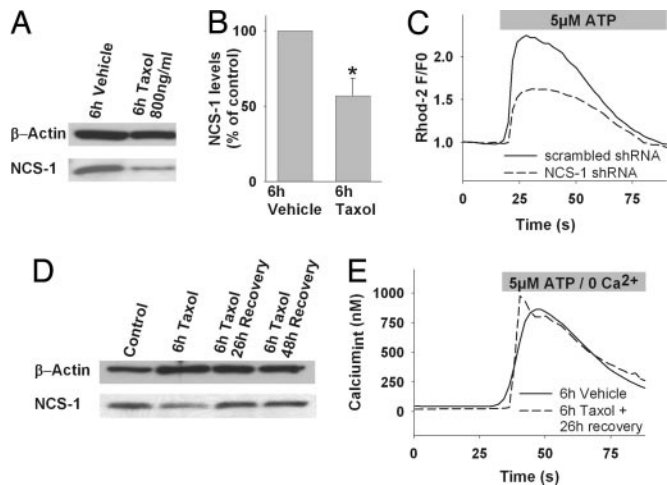 A
6h Vehicle
6h Taxol
800ng/ml
β–Actin
NCS-1
B
NCS-1 levels
(% of control)
100
50
0
*
6h
Vehicle
6h
Taxol
C
5µM ATP
Rhod-2 F/F0
2.0
1.5
1.0
scrambled shRNA
NCS-1 shRNA
0
25
50
75
Time (s)
D
Control
6h Taxol
6h Taxol
26h Recovery
6h Taxol
48h Recovery
β–Actin
NCS-1
E
5µM ATP / 0 Ca2+
Calciumint
(nM)
1000
750
500
250
0
6h Vehicle
6h Taxol +
26h recovery
0
25
50
75
Time (s)